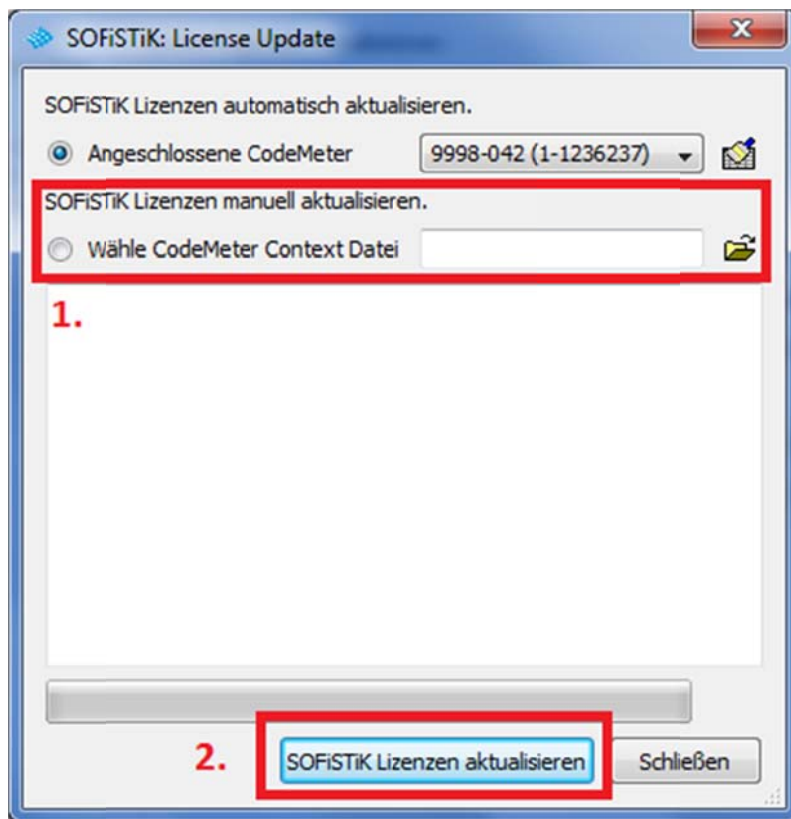 SOFiSTiK: License Update
SOFiSTiK Lizenzen automatisch aktualisieren.
Angeschlossene CodeMeter 9998-042 (1-1236237)
SOFiSTiK Lizenzen manuell aktualisieren.
Wähle CodeMeter Context Datei
1.
2. SOFiSTiK Lizenzen aktualisieren Schließen